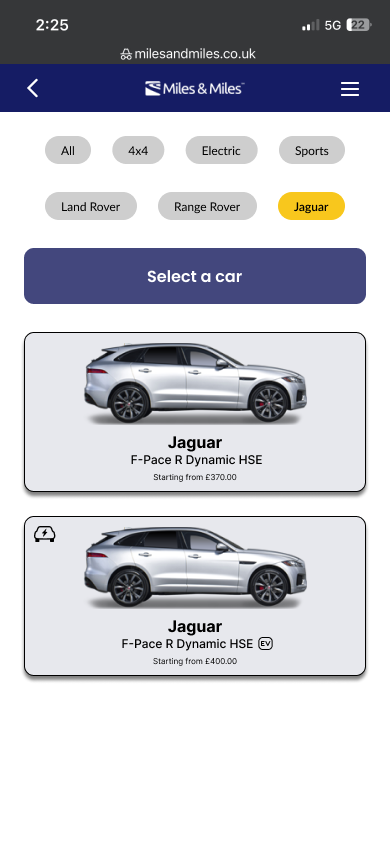 2:25
5G 22
milesandmiles.co.uk
Miles & Miles™
All 4x4 Electric Sports
Land Rover Range Rover Jaguar
Select a car
Jaguar
F-Pace R Dynamic HSE
Starting from £370.00
Jaguar
F-Pace R Dynamic HSE EV
Starting from £400.00